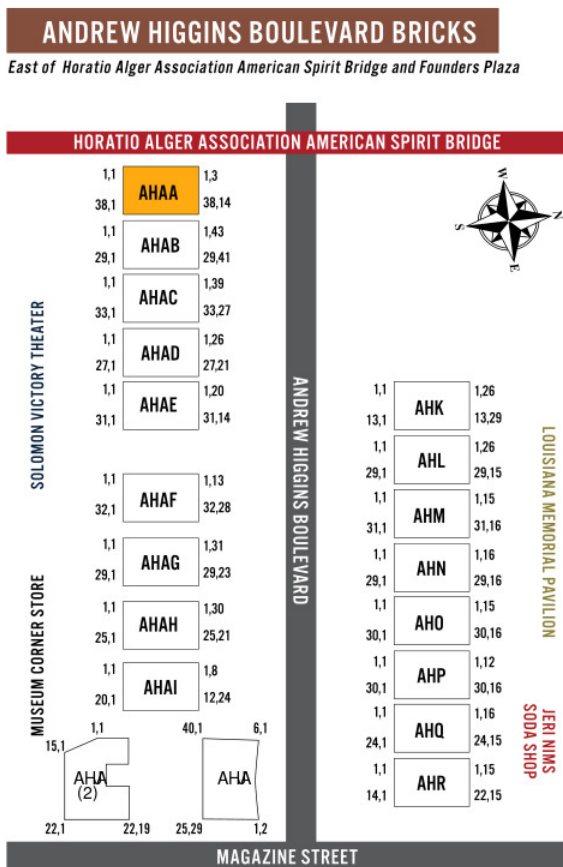 ANDREW HIGGINS BOULEVARD BRICKS
East of Horatio Alger Association American Spirit Bridge and Founders Plaza
HORATIO ALGER ASSOCIATION AMERICAN SPIRIT BRIDGE
W
N
S
E
1,1 AHAA 1,3
38,1 38,14
1,1 AHAB 1,43
29,1 29,41
1,1 AHAC 1,39
33,1 33,27
1,1 AHAD 1,26
27,1 27,21
1,1 AHAE 1,20
31,1 31,14
SOLOMON VICTORY THEATER
1,1 AHAF 1,13
32,1 32,28
1,1 AHAG 1,31
29,1 29,23
1,1 AHAH 1,30
25,1 25,21
1,1 AHAI 1,8
20,1 12,24
MUSEUM CORNER STORE
1,1
15,1
AHA
(2)
22,1 22,19
40,1 6,1
25,29 1,2
ANDREW HIGGINS BOULEVARD
1,1 AHK 1,26
13,1 13,29
1,1 AHL 1,26
29,1 29,15
1,1 AHM 1,15
31,1 31,16
1,1 AHN 1,16
29,1 29,16
1,1 AHO 1,15
30,1 30,16
1,1 AHP 1,12
30,1 30,16
1,1 AHQ 1,16
24,1 24,15
1,1 AHR 1,15
14,1 22,15
LOUISIANA MEMORIAL PAVILION
JERI NIMS
SODA SHOP
MAGAZINE STREET